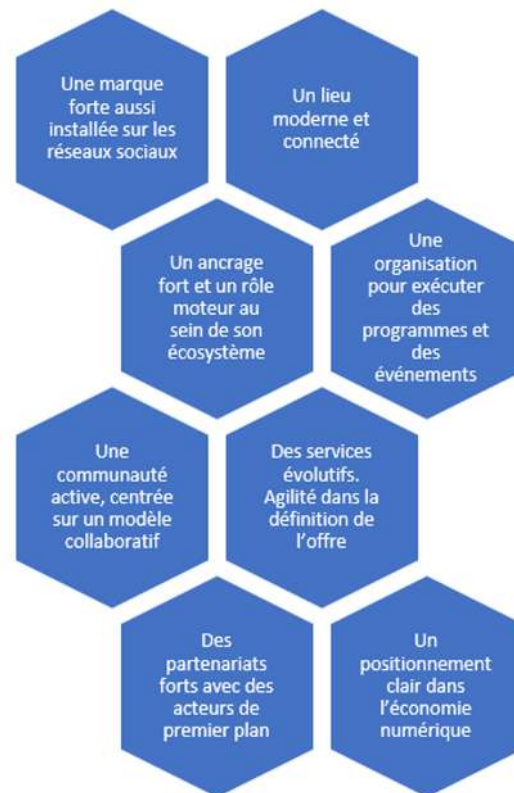 Une marque
forte aussi
installée sur les
réseaux sociaux
Un lieu
moderne et
connecté
Un ancrage
fort et un rôle
moteur au
sein de son
écosystème
Une
organisation
pour exécuter
des
programmes et
des
événements
Une
communauté
active, centrée
sur un modèle
collaboratif
Des services
évolutifs.
Agilité dans la
définition de
l'offre
Des
partenariats
forts avec des
acteurs de
premier plan
Un
positionnement
clair dans
l'économie
numérique